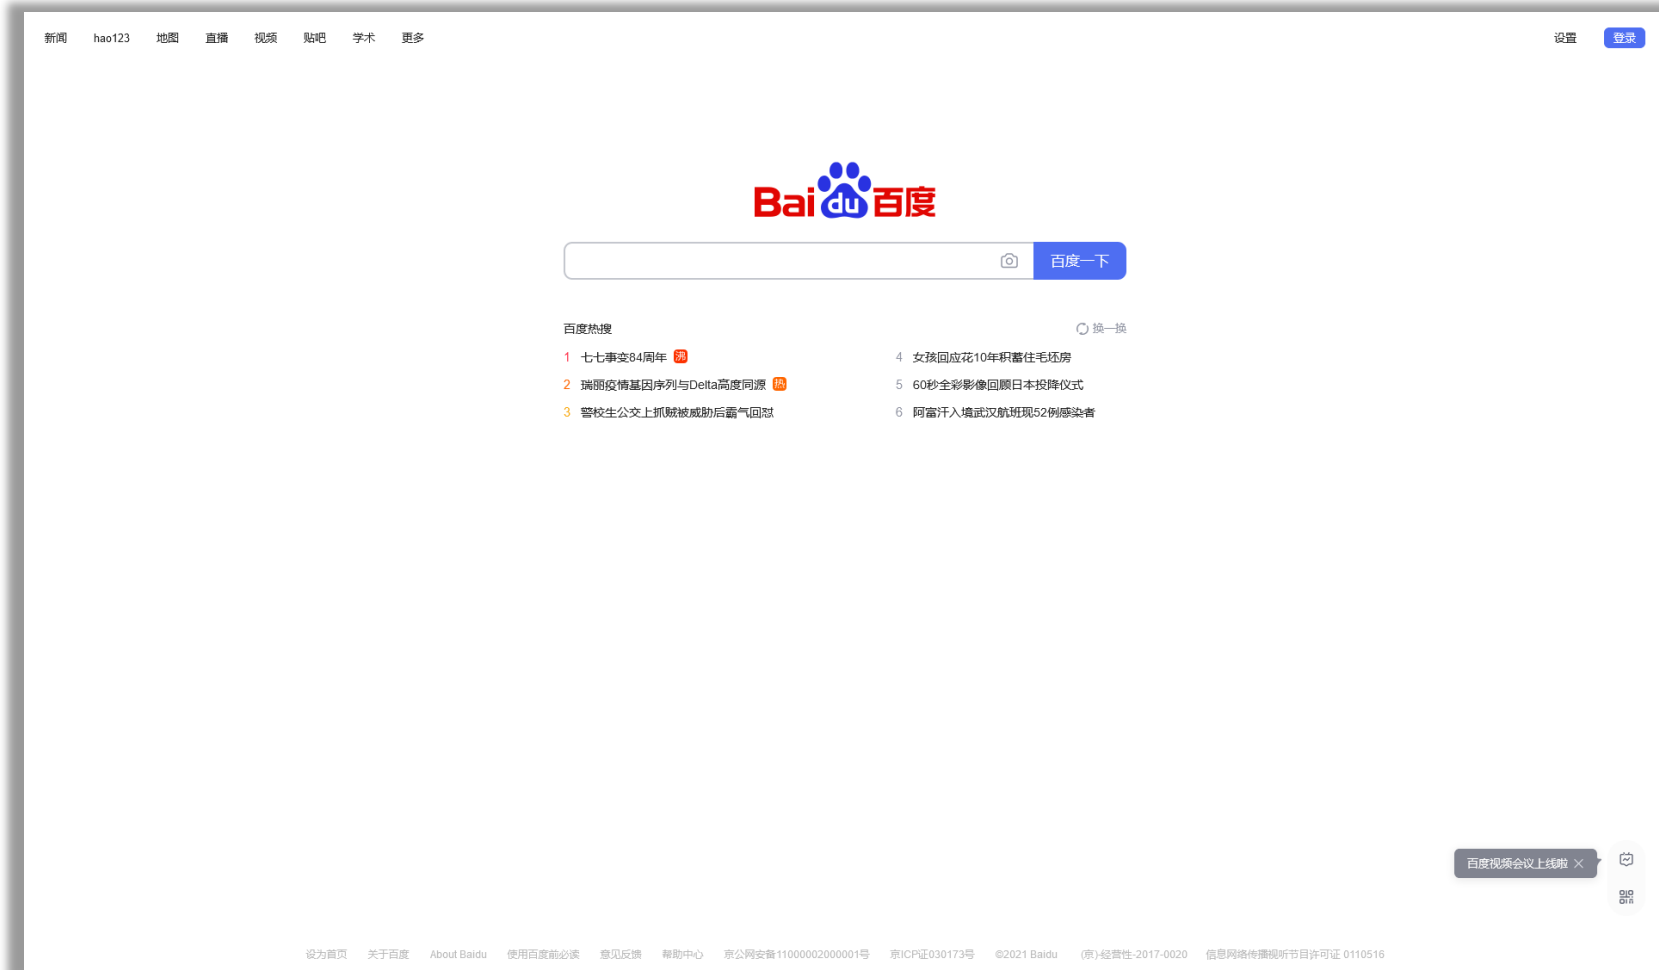 新闻 hao123 地图 直播 视频 贴吧 学术 更多 设置 登录
Bai du 百度
百度一下
百度热搜 换一换
1 七七事变84周年 沸
2 瑞丽疫情基因序列与Delta高度同源 热
3 警校生公交上抓贼被威胁后霸气回怼
4 女孩回应花10年积蓄住毛坯房
5 60秒全彩影像回顾日本投降仪式
6 阿富汗入境武汉航班现52例感染者
百度视频会议上线啦
设为首页 关于百度 About Baidu 使用百度前必读 意见反馈 帮助中心 京公网安备11000002000001号 京ICP证030173号 ©2021 Baidu (京)-经营性-2017-0020 信息网络传播视听节目许可证 0110516